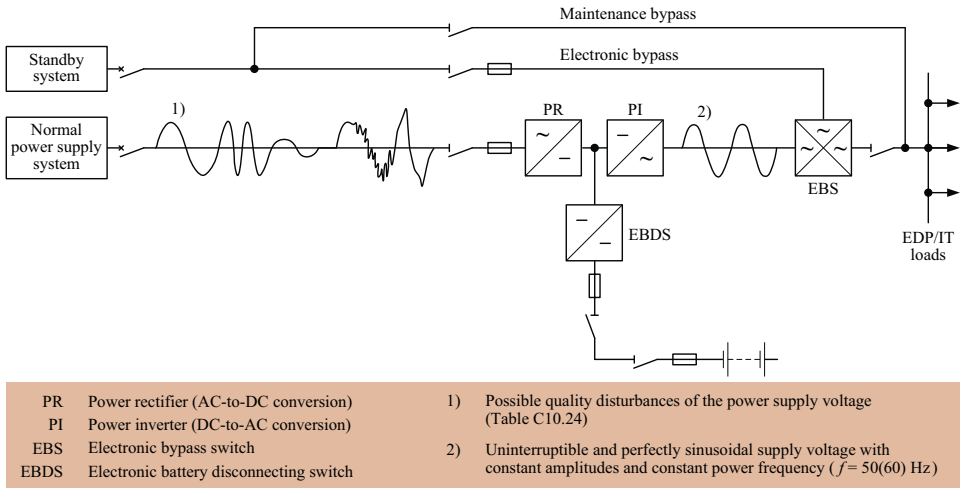 Maintenance bypass
Standby
system
Electronic bypass
1)
PR
PI
2)
Normal
power supply
system
EBS
EBDS
EDP/IT
loads
PR Power rectifier (AC-to-DC conversion)
PI Power inverter (DC-to-AC conversion)
EBS Electronic bypass switch
EBDS Electronic battery disconnecting switch
1) Possible quality disturbances of the power supply voltage
(Table C10.24)
2) Uninterruptible and perfectly sinusoidal supply voltage with
constant amplitudes and constant power frequency (f = 50(60) Hz)